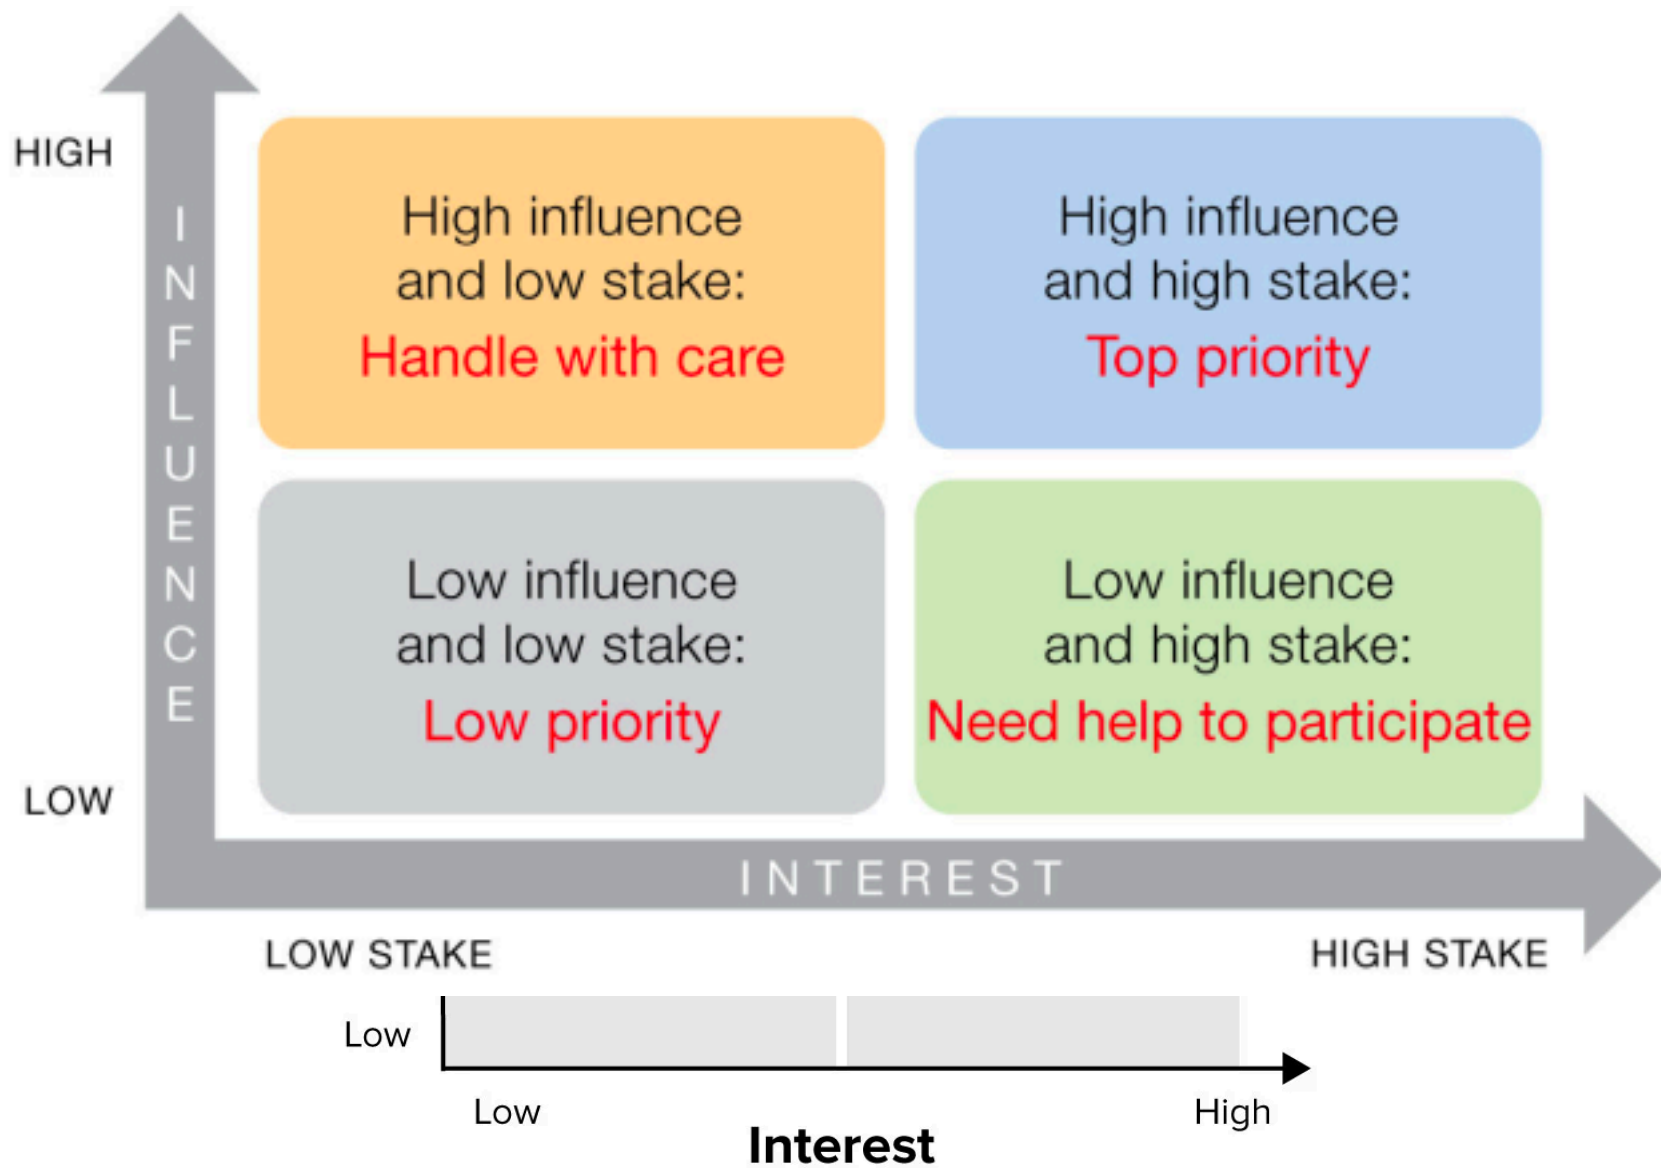 HIGH
INFLUENCE
High influence
and low stake:
Handle with care
High influence
and high stake:
Top priority
Low influence
and low stake:
Low priority
Low influence
and high stake:
Need help to participate
LOW
INTEREST
LOW STAKE
HIGH STAKE
Low
Low
High
Interest